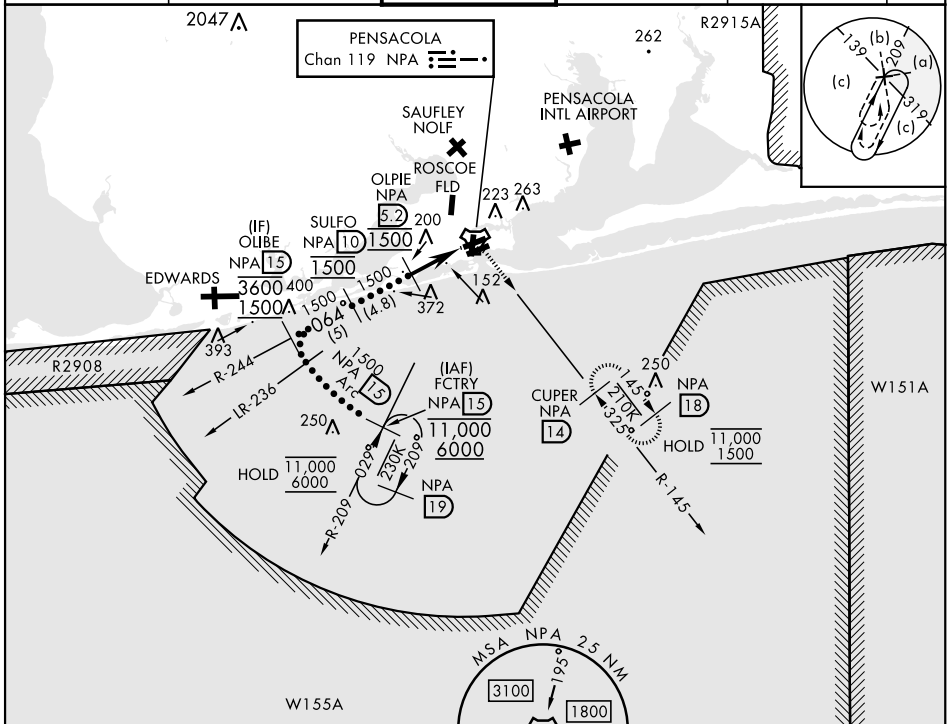 2047
PENSACOLA
Chan 119 NPA
R2915A
262
139
(b)
209
(a)
(c)
319
(c)
SAUFLEY
NOLF
PENSACOLA
INTL AIRPORT
ROSCOE
FLD
OLPIE
NPA
5.2
1500
200
223
263
SULFO
NPA 10
1500
(IF)
OLIBE
NPA 15
3600
1500
400
EDWARDS
1500
1500
064°
(5)
(4.8)
372
152
393
R2908
R-244
LR-236
1500
NPA
Arc
15
(IAF)
FCTRY
NPA 15
11,000
6000
250
HOLD 11,000
6000
029°
230K
209°
NPA
19
R-209
CUPER
NPA
14
145°
210K
325°
250
NPA
18
HOLD 11,000
1500
R-145
W151A
MSA NPA 25 NM
195°
3100
1800
W155A